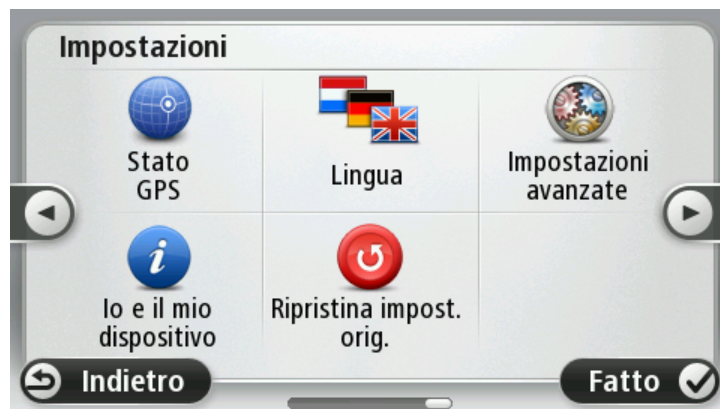 Impostazioni
Stato
GPS
Lingua
Impostazioni
avanzate
Io e il mio
dispositivo
Ripristina impost.
orig.
Indietro
Fatto